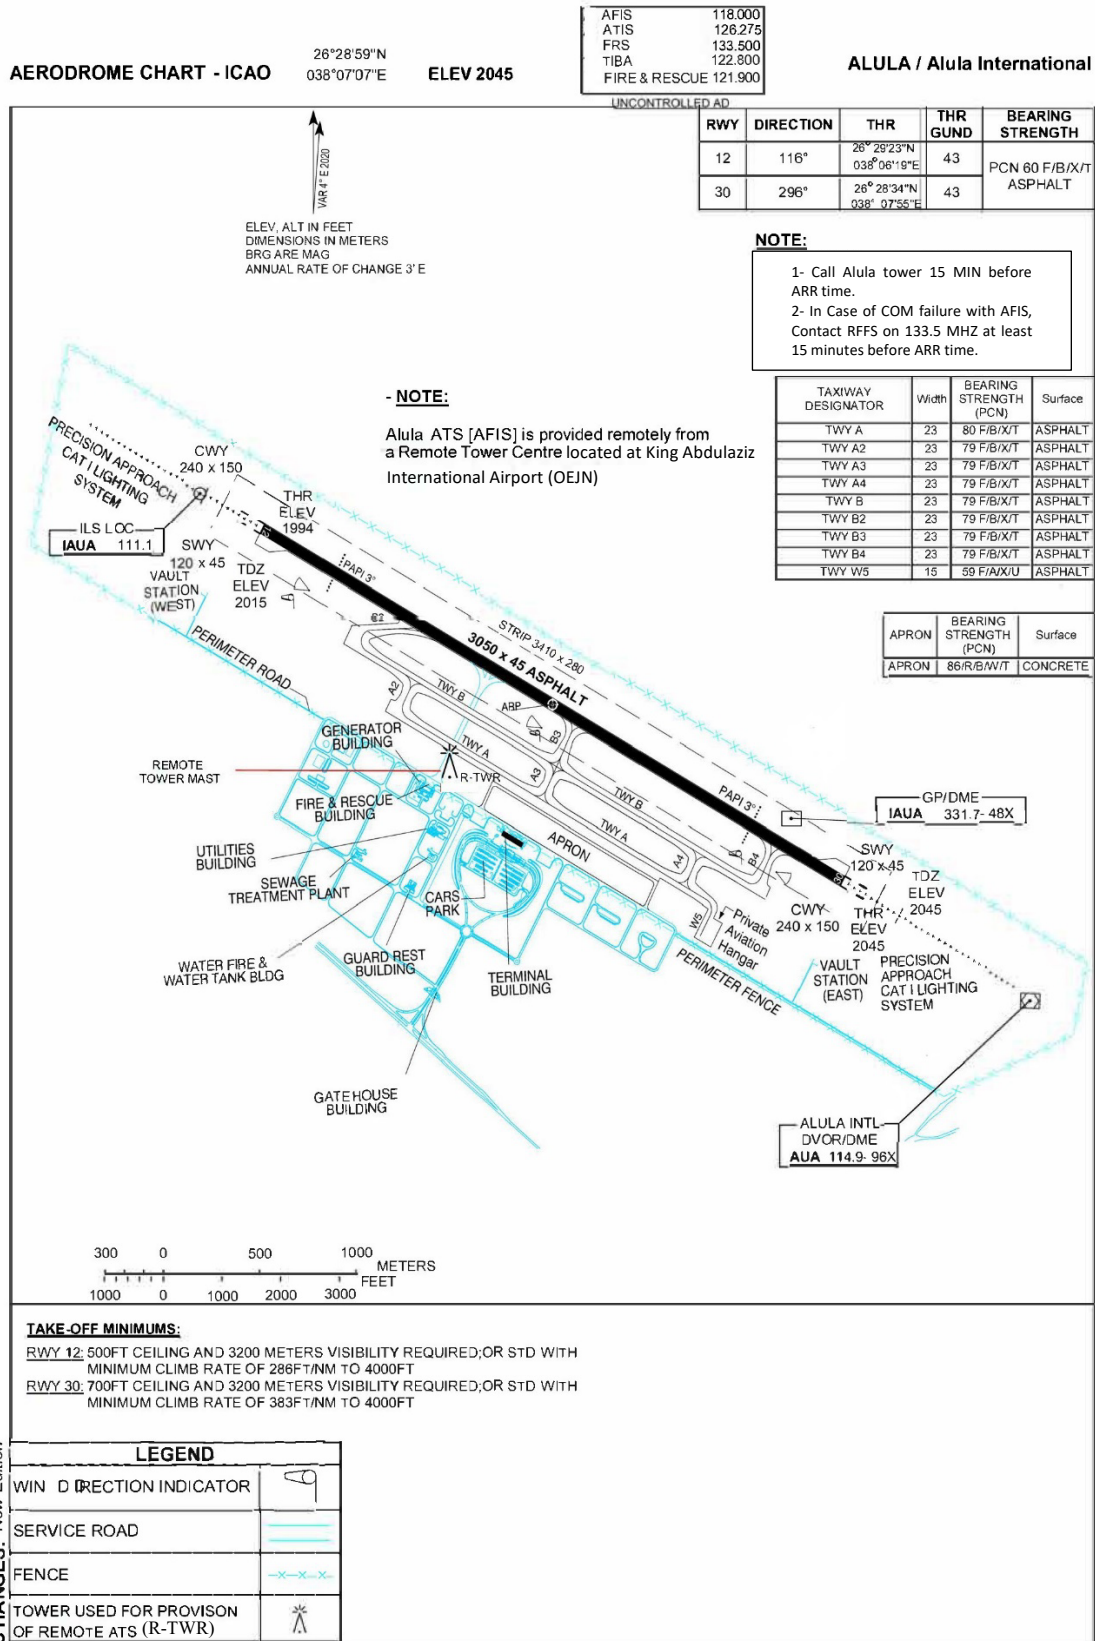 AFIS 118.000
ATIS 126.275
FRS 133.500
TIBA 122.800
FIRE & RESCUE 121.900
UNCONTROLLED AD
AERODROME CHART - ICAO
26°28'59"N
038°07'07"E
ELEV 2045
ALULA / Alula International
RWY DIRECTION THR THR GUND BEARING STRENGTH
12 116° 26° 29'23"N 038° 06'19"E 43 PCN 60 F/B/X/T ASPHALT
30 296° 26° 28'34"N 038° 07'55"E 43
VAR 4° E 2020
ELEV, ALT IN FEET
DIMENSIONS IN METERS
BRG ARE MAG
ANNUAL RATE OF CHANGE 3' E
NOTE:
1- Call Alula tower 15 MIN before
ARR time.
2- In Case of COM failure with AFIS,
Contact RFFS on 133.5 MHZ at least
15 minutes before ARR time.
- NOTE:
Alula ATS [AFIS] is provided remotely from
a Remote Tower Centre located at King Abdulaziz
International Airport (OEJN)
TAXIWAY DESIGNATOR Width BEARING STRENGTH (PCN) Surface
TWY A 23 80 F/B/X/T ASPHALT
TWY A2 23 79 F/B/X/T ASPHALT
TWY A3 23 79 F/B/X/T ASPHALT
TWY A4 23 79 F/B/X/T ASPHALT
TWY B 23 79 F/B/X/T ASPHALT
TWY B2 23 79 F/B/X/T ASPHALT
TWY B3 23 79 F/B/X/T ASPHALT
TWY B4 23 79 F/B/X/T ASPHALT
TWY W5 15 59 F/A/X/U ASPHALT
APRON BEARING STRENGTH (PCN) Surface
APRON 86/R/B/W/T CONCRETE
PRECISION APPROACH
CAT I LIGHTING
SYSTEM
CWY
240 x 150
THR
ELEV
1994
ILS LOC
IAUA 111.1
SWY
120 x 45
TDZ
ELEV
2015
VAULT
STATION
(WEST)
PAPI 3°
B2
STRIP 3410 x 280
3050 x 45 ASPHALT
PERIMETER ROAD
A2
TWY B
ARP
B3
GENERATOR
BUILDING
TWY A
REMOTE
TOWER MAST
R-TWR
A3
TWY B
PAPI 3°
GP/DME
IAUA 331.7- 48X
FIRE & RESCUE
BUILDING
APRON
TWY A
A4
B4
30
SWY
120 x 45
UTILITIES
BUILDING
SEWAGE
TREATMENT PLANT
CARS
PARK
TDZ
ELEV
2045
W5
Private
Aviation
Hangar
CWY
240 x 150
THR
ELEV
2045
WATER FIRE &
WATER TANK BLDG
GUARD REST
BUILDING
TERMINAL
BUILDING
PERIMETER FENCE
VAULT
STATION
(EAST)
PRECISION
APPROACH
CAT I LIGHTING
SYSTEM
GATE HOUSE
BUILDING
ALULA INTL
DVOR/DME
AUA 114.9- 96X
300 0 500 1000
METERS
FEET
1000 0 1000 2000 3000
TAKE-OFF MINIMUMS:
RWY 12: 500FT CEILING AND 3200 METERS VISIBILITY REQUIRED;OR STD WITH
MINIMUM CLIMB RATE OF 286FT/NM TO 4000FT
RWY 30: 700FT CEILING AND 3200 METERS VISIBILITY REQUIRED;OR STD WITH
MINIMUM CLIMB RATE OF 383FT/NM TO 4000FT
LEGEND
WIN D DIRECTION INDICATOR
SERVICE ROAD
FENCE
TOWER USED FOR PROVISON
OF REMOTE ATS (R-TWR)